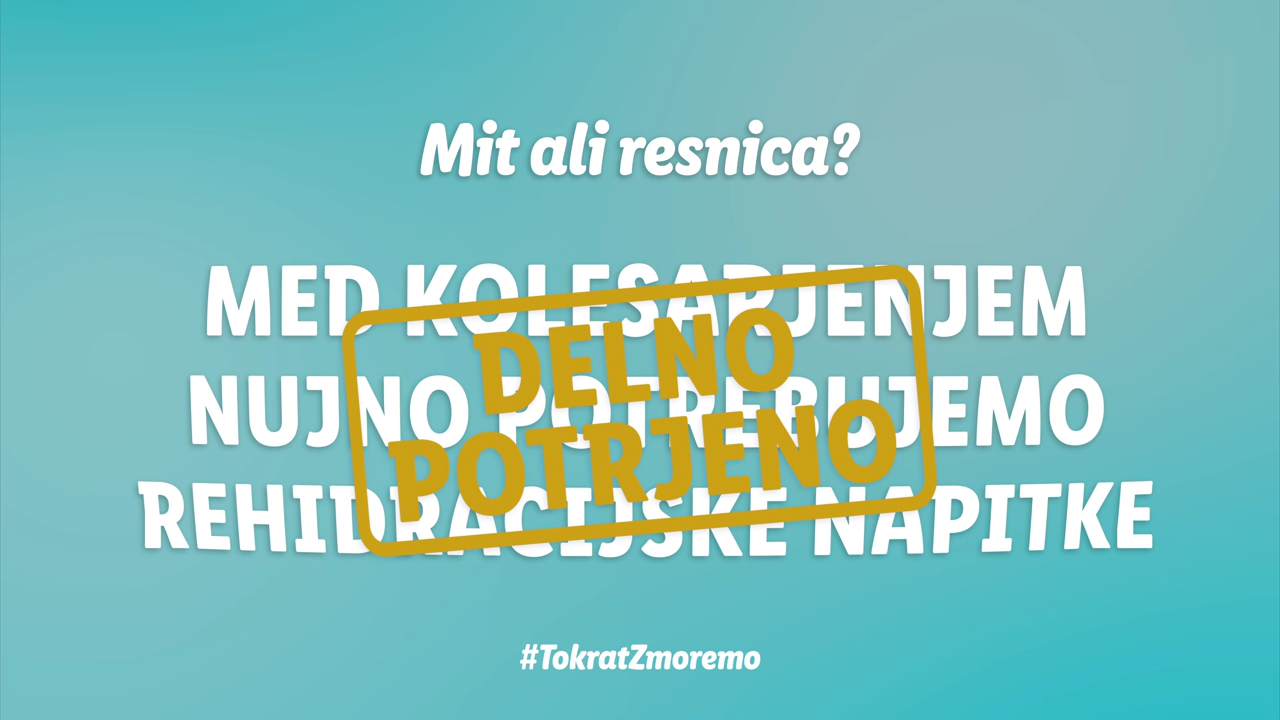 Mit ali resnica?
MED KOLESARJENJEM
NUJNO POTREBUJEMO
REHIDRACIJSKE NAPITKE
DELNO
POTRJENO
#TokratZmoremo